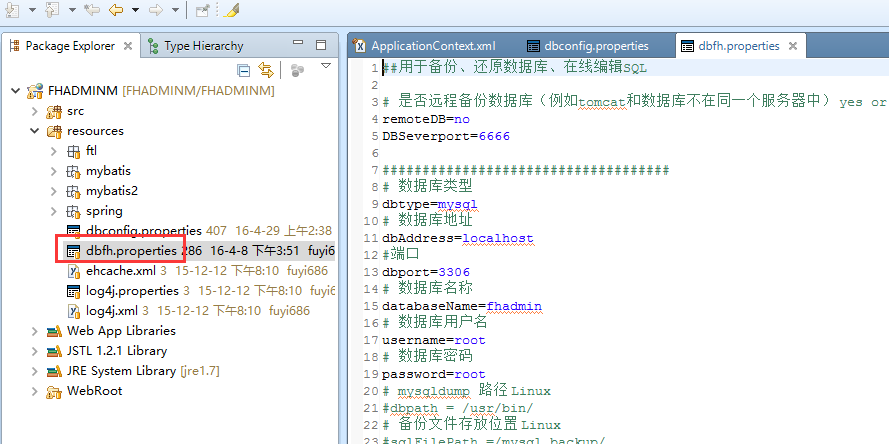 Package Explorer
Type Hierarchy
FHADMINM [FHADMINM/FHADMINM]
src
resources
ftl
mybatis
mybatis2
spring
dbconfig.properties 407 16-4-29 上午2:38
dbfh.properties 286 16-4-8 下午3:51 fuyi6
ehcache.xml 3 15-12-12 下午8:10 fuyi686
log4j.properties 3 15-12-12 下午8:10 fuyi
log4j.xml 3 15-12-12 下午8:10 fuyi686
Web App Libraries
JSTL 1.2.1 Library
JRE System Library [jre1.7]
WebRoot
ApplicationContext.xml
dbconfig.properties
dbfh.properties
1 ##用于备份、还原数据库、在线编辑SQL
2
3 # 是否远程备份数据库（例如tomcat和数据库不在同一个服务器中） yes or
4 remoteDB=no
5 DBSeverport=6666
6
7 ####################################
8 # 数据库类型
9 dbtype=mysql
10 # 数据库地址
11 dbAddress=localhost
12 #端口
13 dbport=3306
14 # 数据库名称
15 databaseName=fhadmin
16 # 数据库用户名
17 username=root
18 # 数据库密码
19 password=root
20 # mysqldump 路径 Linux
21 #dbpath = /usr/bin/
22 # 备份文件存放位置 Linux
23 #sqlFilePath =/mysql_backup/